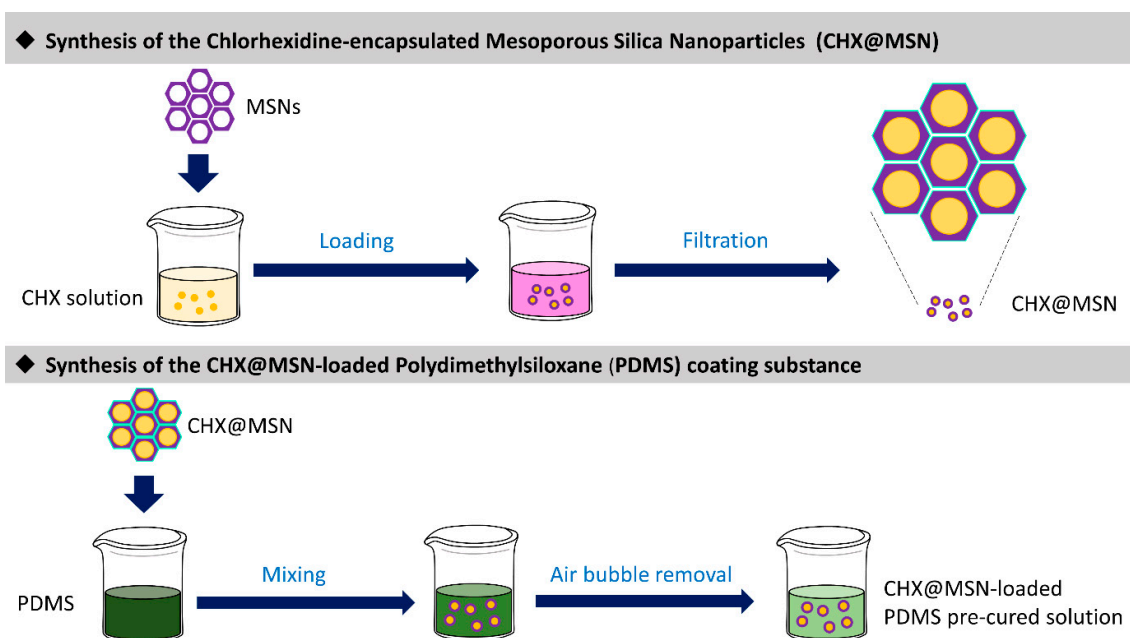 ◆ Synthesis of the Chlorhexidine-encapsulated Mesoporous Silica Nanoparticles (CHX@MSN)
MSNs
Loading
Filtration
CHX solution
CHX@MSN
◆ Synthesis of the CHX@MSN-loaded Polydimethylsiloxane (PDMS) coating substance
CHX@MSN
PDMS
Mixing
Air bubble removal
CHX@MSN-loaded
PDMS pre-cured solution